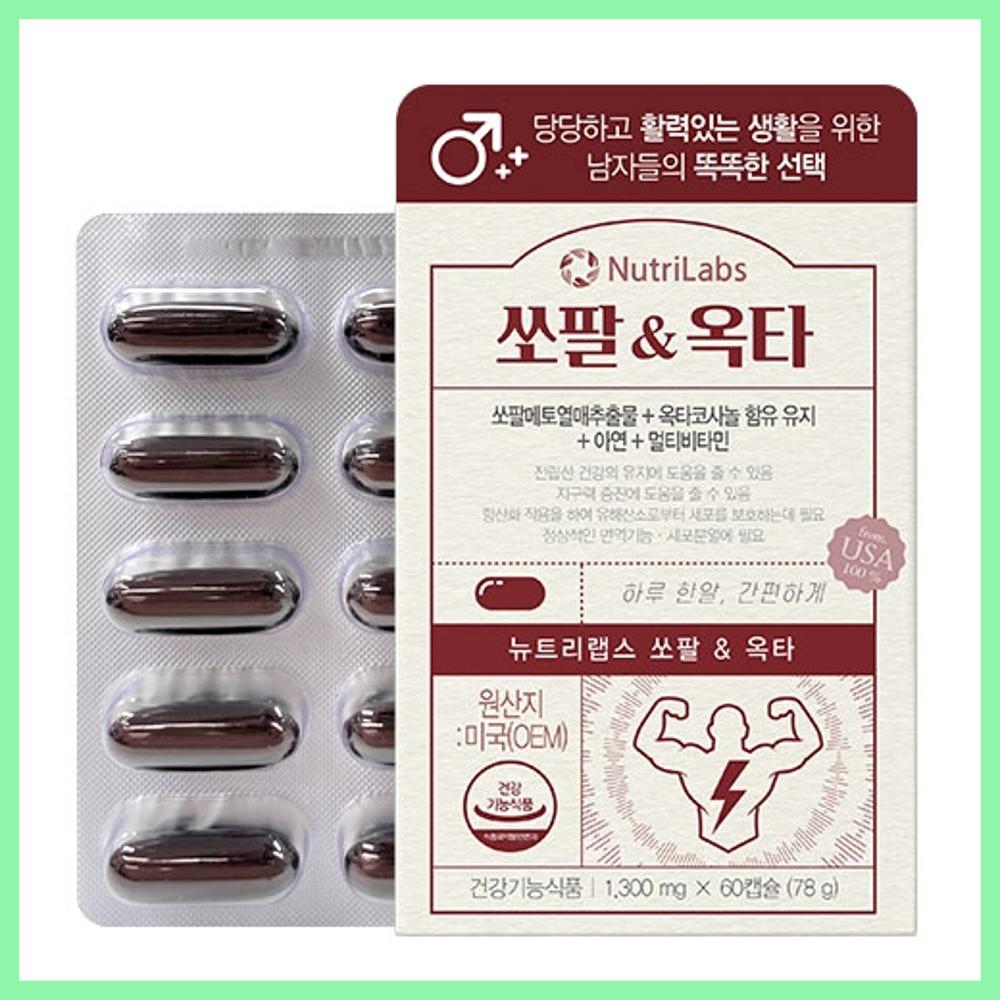 당당하고 활력있는 생활을 위한
남자들의 똑똑한 선택
NutriLabs
쏘팔 & 옥타
쏘팔메토열매추출물 + 옥타코사놀 함유 유지
+ 아연 + 멀티비타민
전립선 건강의 유지에 도움을 줄 수 있음
지구력 증진에 도움을 줄 수 있음
항산화 작용을 하여 유해산소로부터 세포를 보호하는데 필요
정상적인 면역기능 · 세포분열에 필요
from.
USA
100 %
하루 한알, 간편하게
뉴트리랩스 쏘팔 & 옥타
원산지
:미국(OEM)
건강
기능식품
건강기능식품 | 1,300 mg × 60캡슐 (78 g)